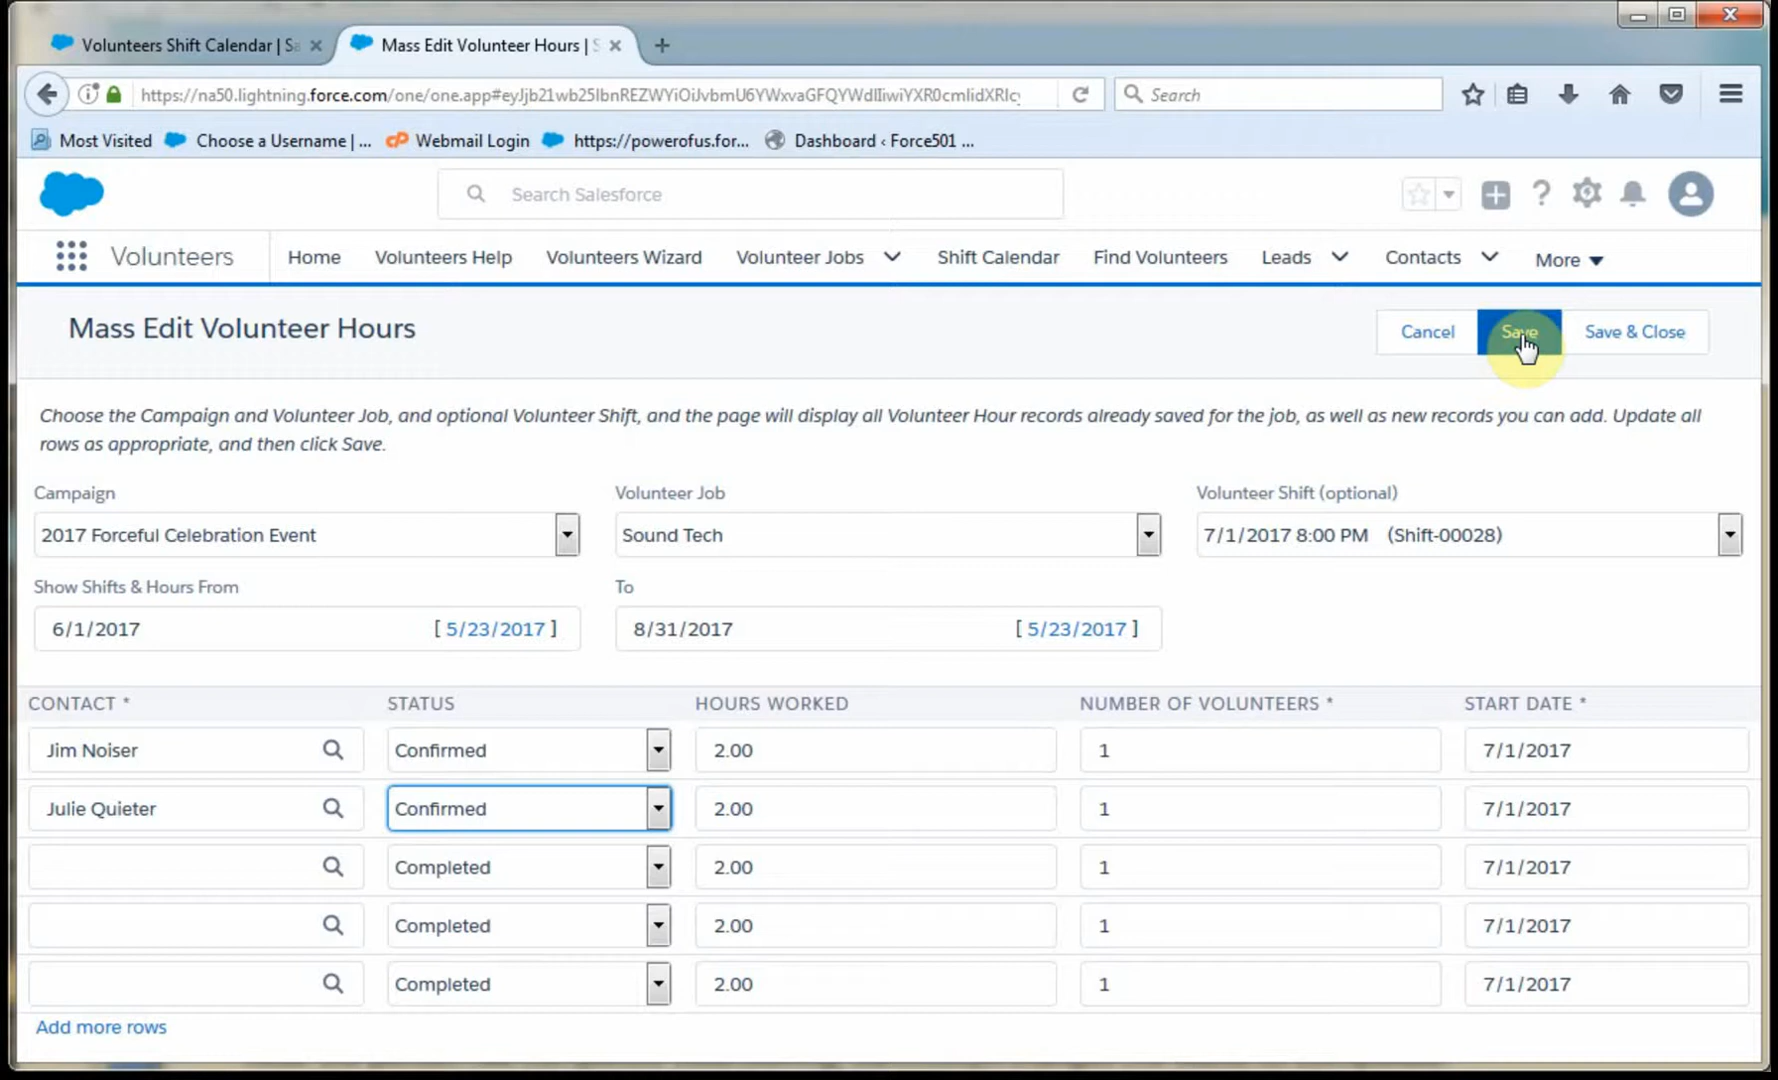 Volunteers Shift Calendar | Sa
Mass Edit Volunteer Hours | S
Search
Most Visited
Choose a Username | ...
Webmail Login
https://powerofus.for...
Dashboard ‹ Force501 ...
Search Salesforce
Volunteers
Home
Volunteers Help
Volunteers Wizard
Volunteer Jobs
Shift Calendar
Find Volunteers
Leads
Contacts
More
Mass Edit Volunteer Hours
Cancel
Save
Save & Close
Choose the Campaign and Volunteer Job, and optional Volunteer Shift, and the page will display all Volunteer Hour records already saved for the job, as well as new records you can add. Update all
rows as appropriate, and then click Save.
Campaign
Volunteer Job
Volunteer Shift (optional)
2017 Forceful Celebration Event
Sound Tech
7/1/2017 8:00 PM (Shift-00028)
Show Shifts & Hours From
To
6/1/2017 [ 5/23/2017 ]
8/31/2017 [ 5/23/2017 ]
CONTACT * STATUS HOURS WORKED NUMBER OF VOLUNTEERS * START DATE *
Jim Noiser Confirmed 2.00 1 7/1/2017
Julie Quieter Confirmed 2.00 1 7/1/2017
Completed 2.00 1 7/1/2017
Completed 2.00 1 7/1/2017
Completed 2.00 1 7/1/2017
Add more rows